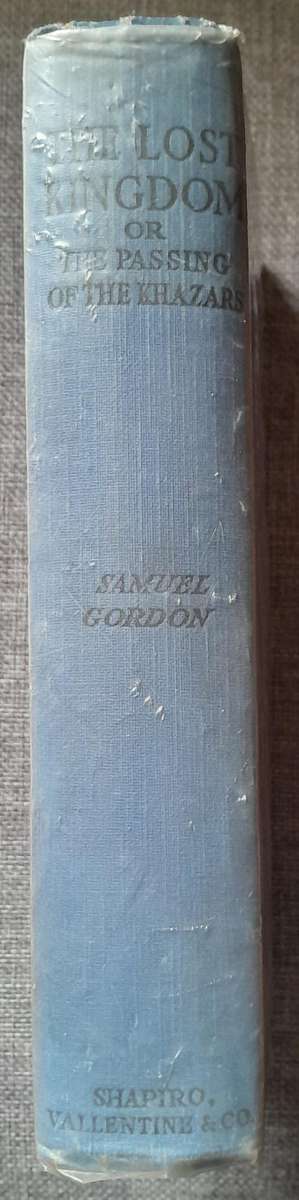 THE LOST
KINGDOM
OR
THE PASSING
OF THE KHAZARS
SAMUEL
GORDON
SHAPIRO,
VALLENTINE & CO.